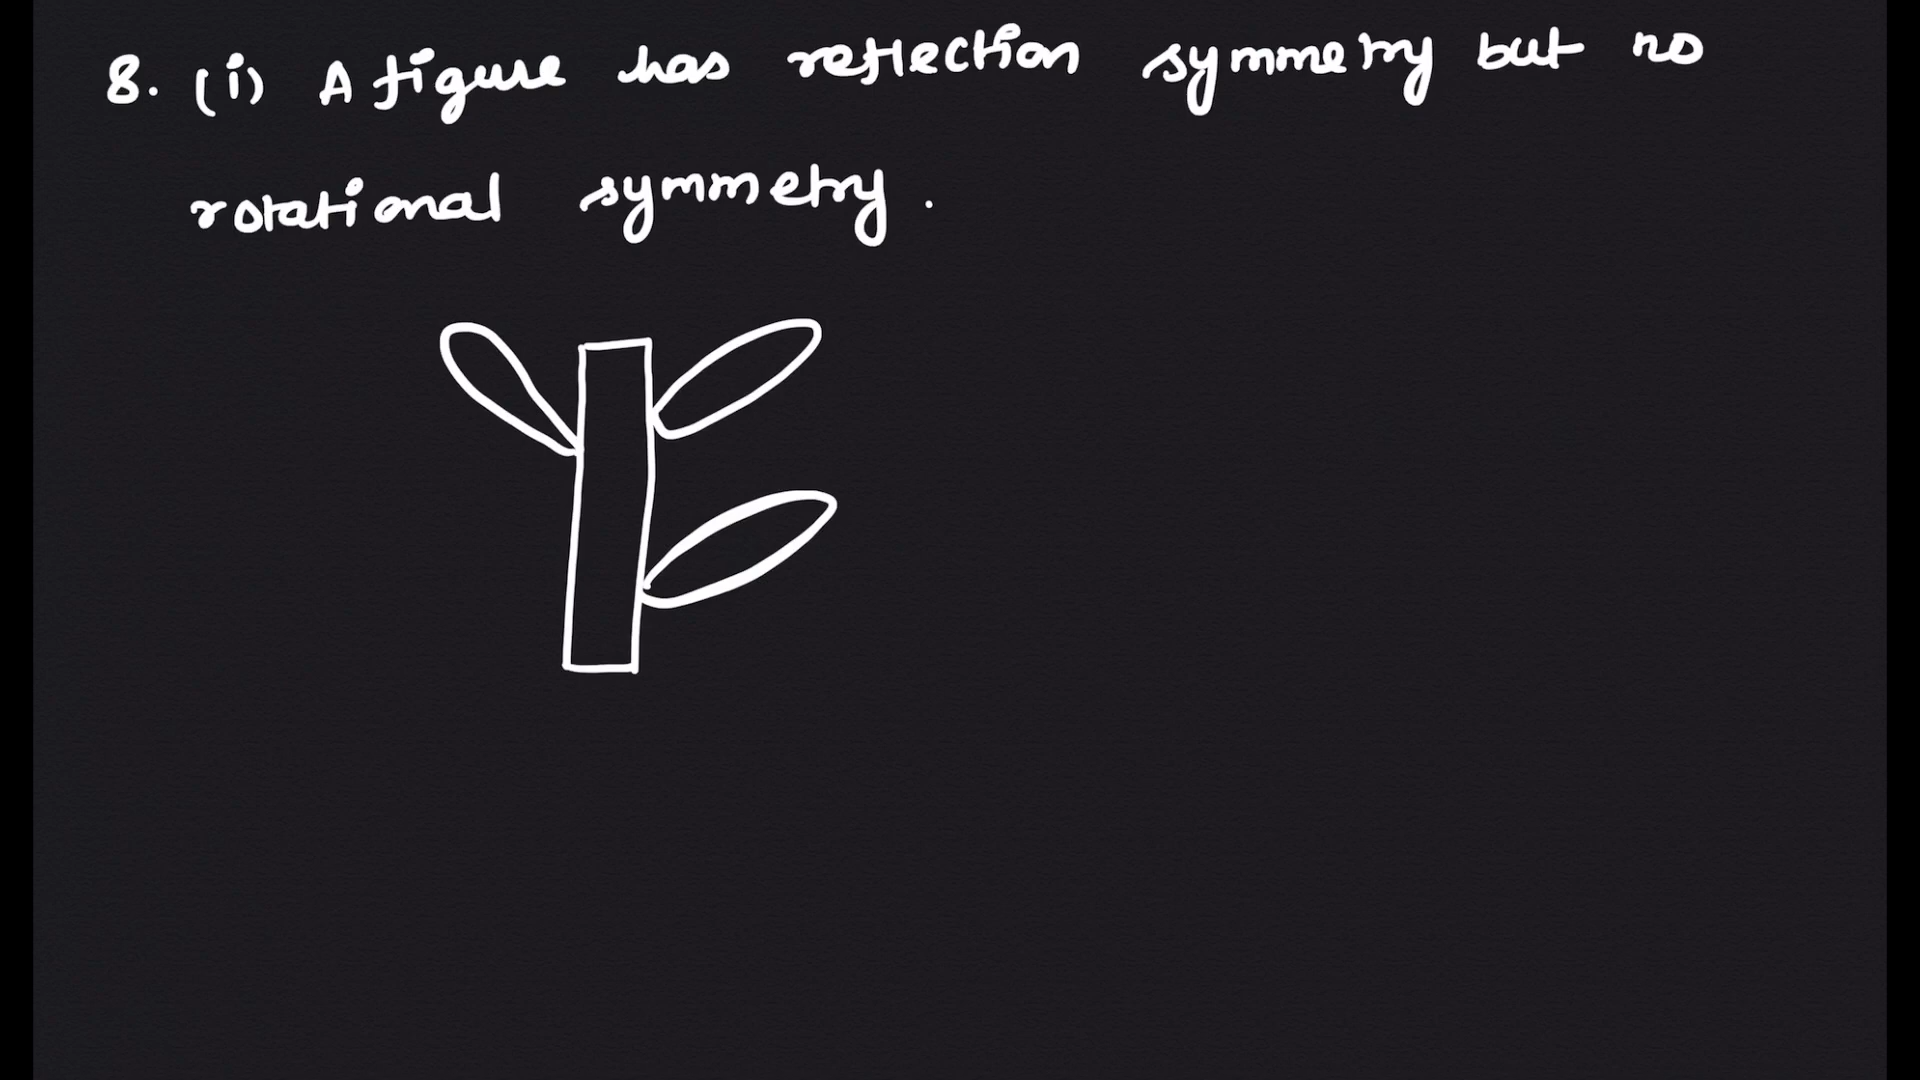 8. (i) A figure has reflection symmetry but no
rotational symmetry.